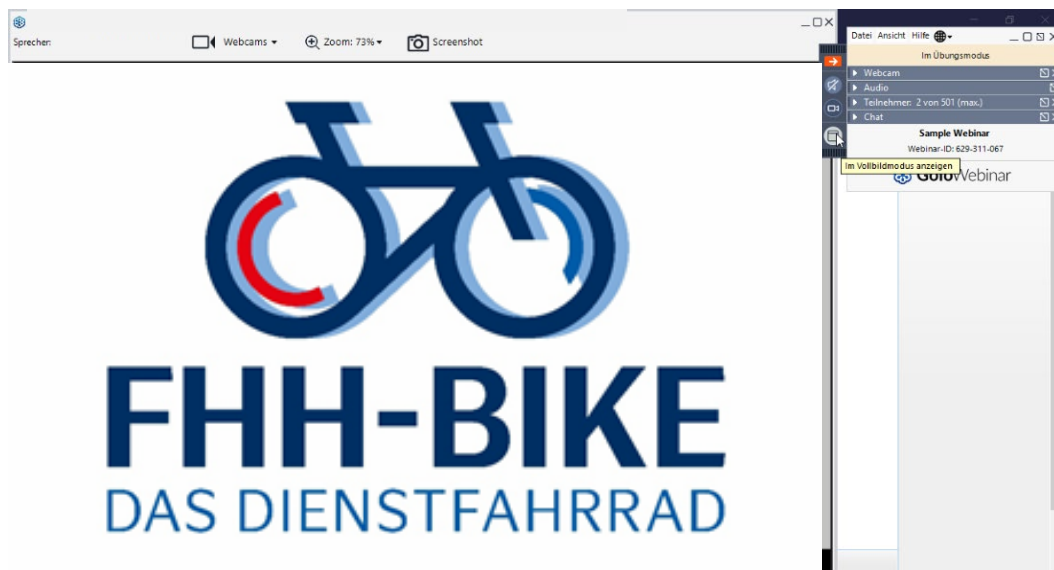 Sprecher:
Webcams
Zoom: 73%
Screenshot
FHH-BIKE
DAS DIENSTFAHRRAD
Datei Ansicht Hilfe
Im Übungsmodus
Webcam
Audio
Teilnehmer: 2 von 501 (max.)
Chat
Sample Webinar
Webinar-ID: 629-311-067
Im Vollbildmodus anzeigen
GoToWebinar